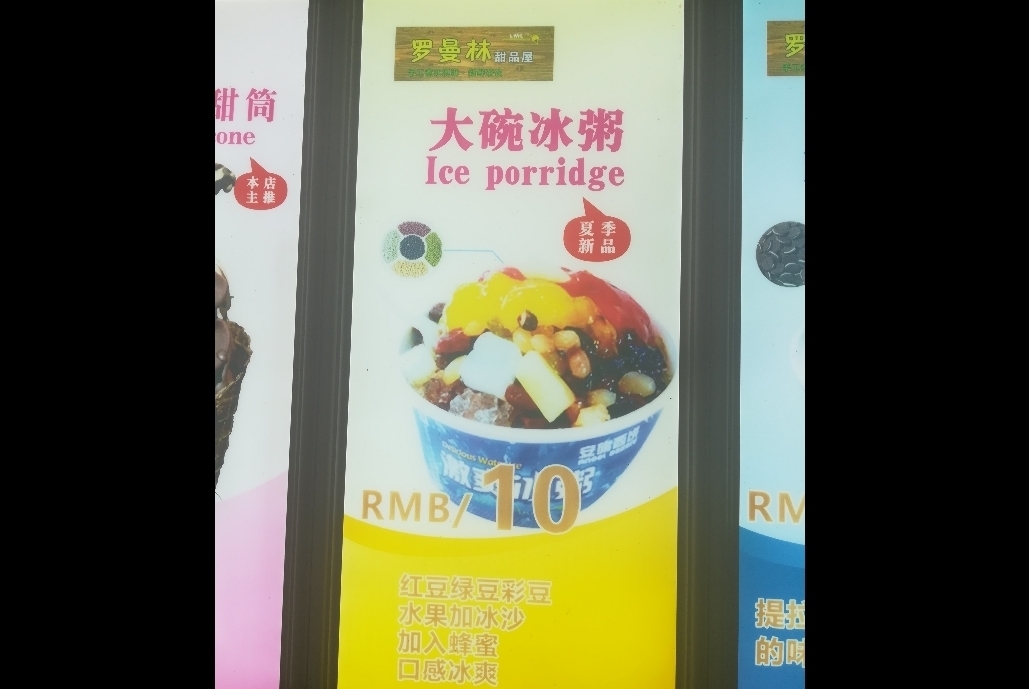 甜筒
one
本店
主推
罗曼林 甜品屋
大碗冰粥
Ice porridge
夏季
新品
RMB/10
红豆绿豆彩豆
水果加冰沙
加入蜂蜜
口感冰爽
罗
RM
提拉
的味